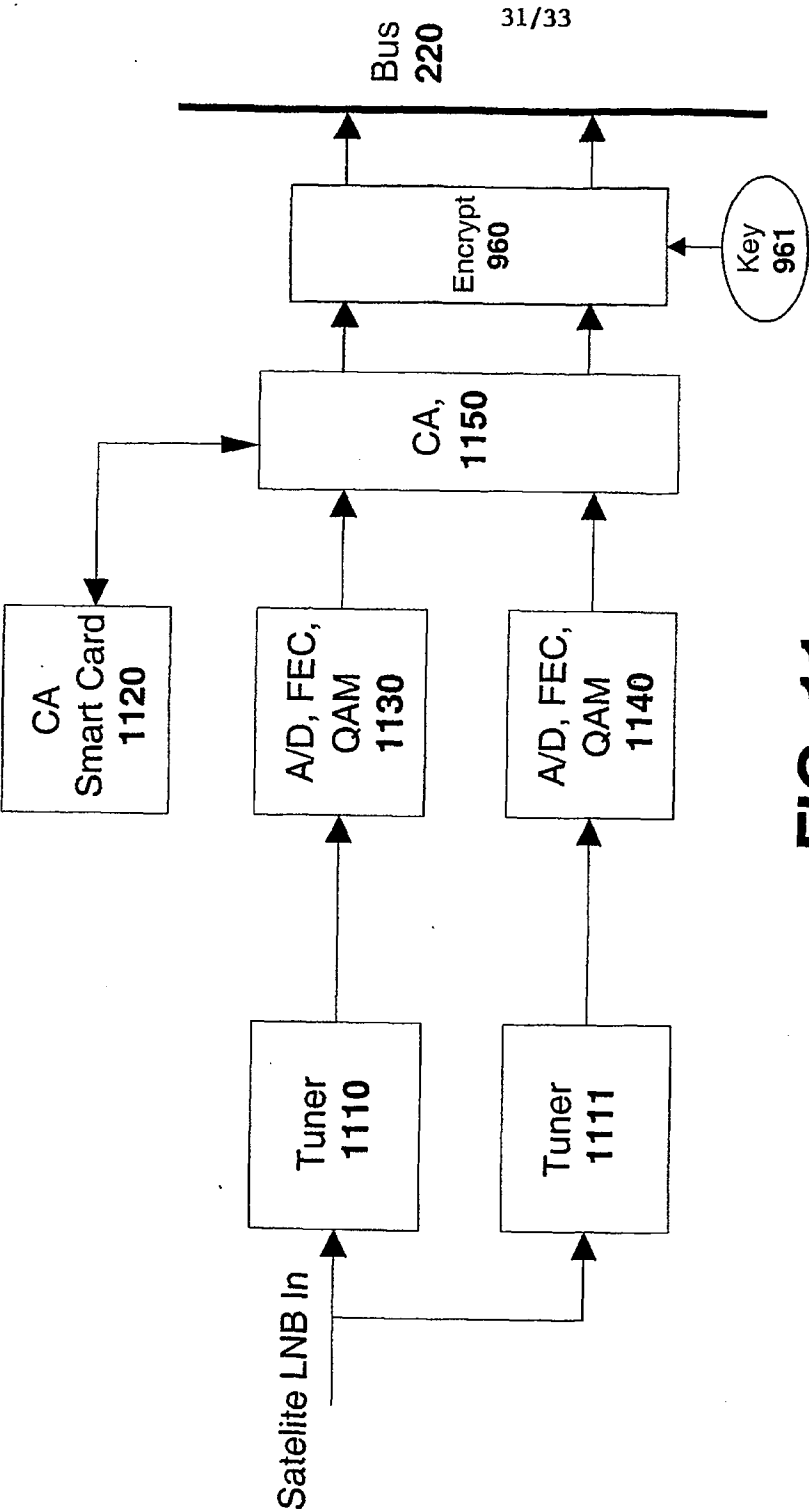 31/33
Satelite LNB In
Tuner
1110
Tuner
1111
CA
Smart Card
1120
A/D, FEC,
QAM
1130
A/D, FEC,
QAM
1140
CA,
1150
Encrypt
960
Key
961
Bus
220